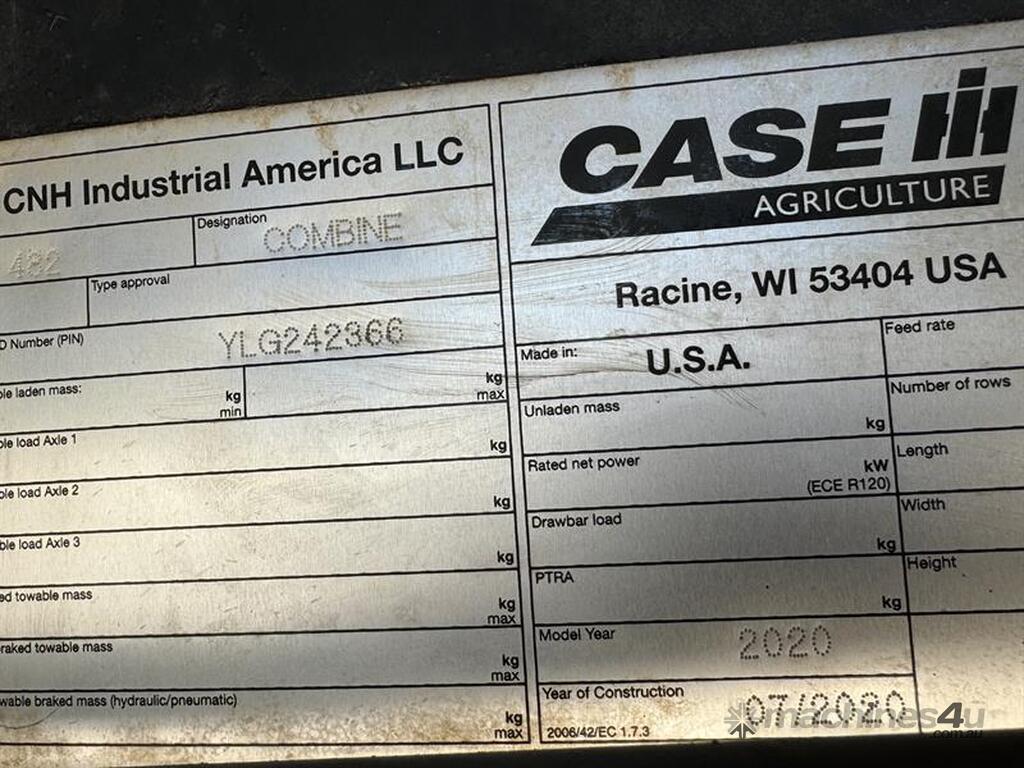 CNH Industrial America LLC
482
Designation
COMBINE
Type approval
D Number (PIN)
YLG242366
ble laden mass:
kg
min
kg
max
ble load Axle 1
kg
ble load Axle 2
kg
ble load Axle 3
kg
ed towable mass
kg
max
raked towable mass
kg
max
wable braked mass (hydraulic/pneumatic)
kg
max
CASE IH
AGRICULTURE
Racine, WI 53404 USA
Made in:
U.S.A.
Feed rate
Unladen mass
kg
Number of rows
Rated net power
kW
(ECE R120)
Length
Drawbar load
kg
Width
PTRA
kg
Height
Model Year
2020
Year of Construction
07/2020
2006/42/EC 1.7.3
machines4u
.com.au